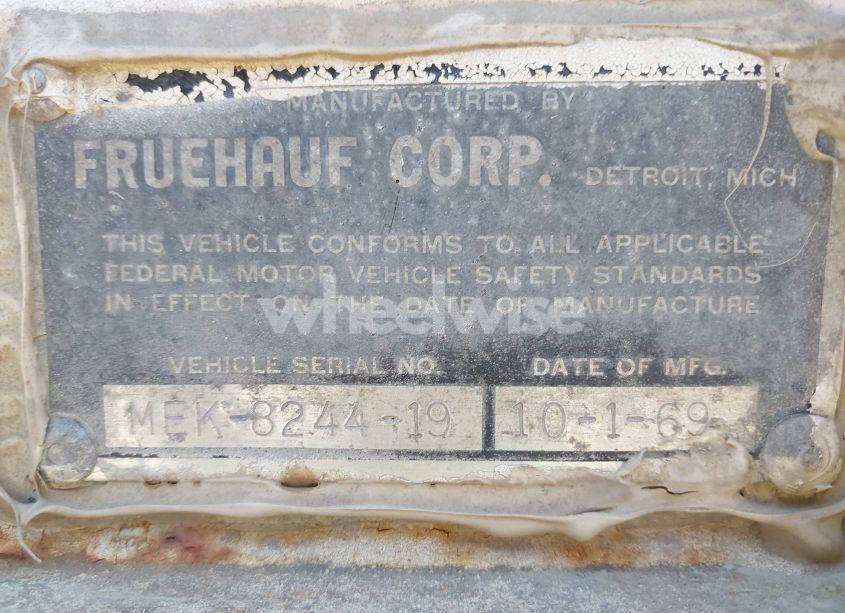 MANUFACTURED BY
FRUEHAUF CORP. DETROIT, MICH.
THIS VEHICLE CONFORMS TO ALL APPLICABLE
FEDERAL MOTOR VEHICLE SAFETY STANDARDS
IN EFFECT ON THE DATE OF MANUFACTURE
wheelwise
VEHICLE SERIAL NO. DATE OF MFG.
MEK-8244-19 10-1-69